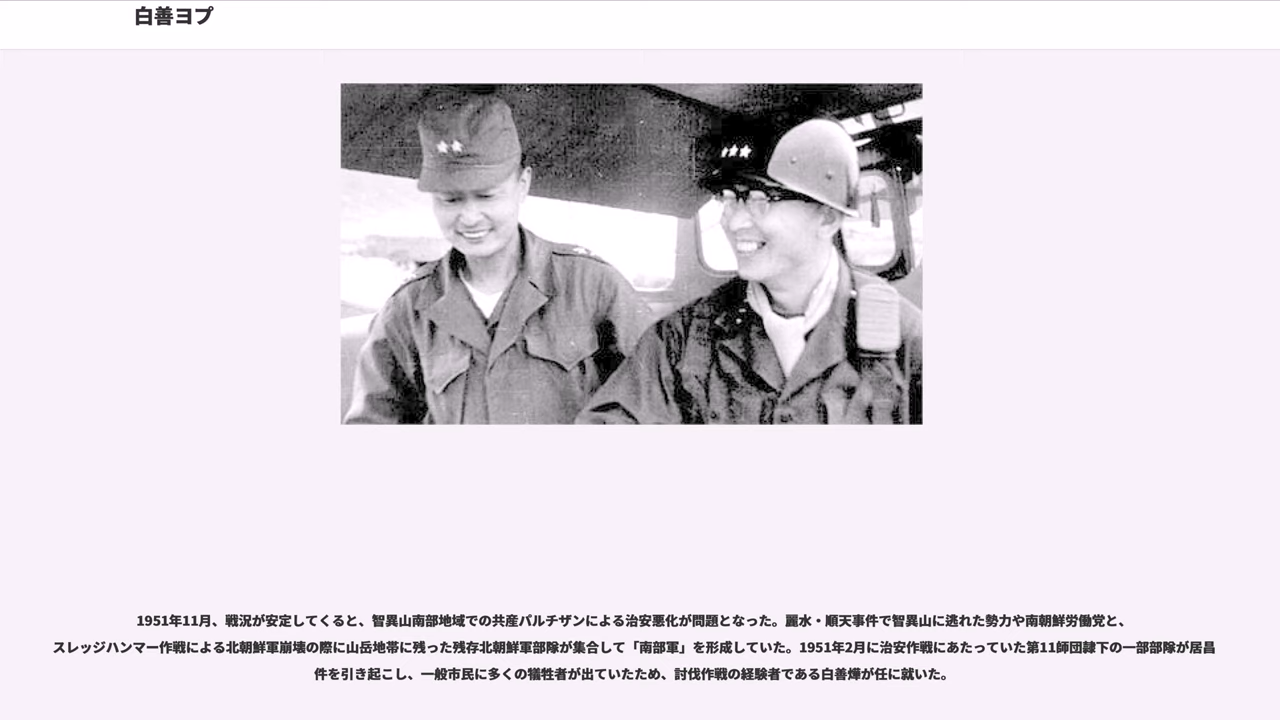 白善ヨプ
1951年11月、戦況が安定してくると、智異山南部地域での共産パルチザンによる治安悪化が問題となった。麗水・順天事件で智異山に逃れた勢力や南朝鮮労働党と、
スレッジハンマー作戦による北朝鮮軍崩壊の際に山岳地帯に残った残存北朝鮮軍部隊が集合して「南部軍」を形成していた。1951年2月に治安作戦にあたっていた第11師団隷下の一部部隊が居昌
件を引き起こし、一般市民に多くの犠牲者が出ていたため、討伐作戦の経験者である白善燁が任に就いた。